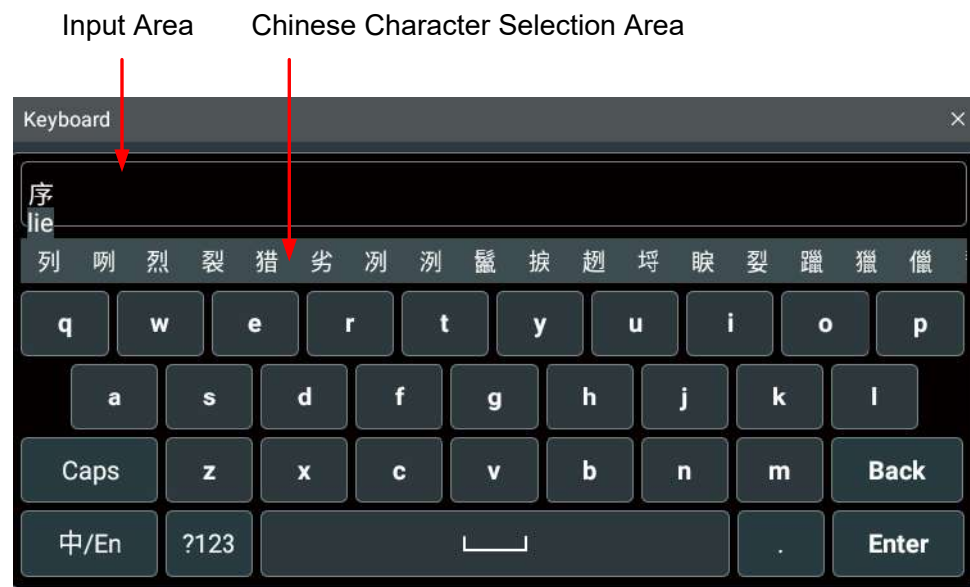 Input Area Chinese Character Selection Area
Keyboard ×
序
lie
列 咧 烈 裂 猎 劣 冽 洌 鬣 捩 趔 埒 睙 烮 躐 獵 儠
q w e r t y u i o p
a s d f g h j k l
Caps z x c v b n m Back
中/En ?123 . Enter